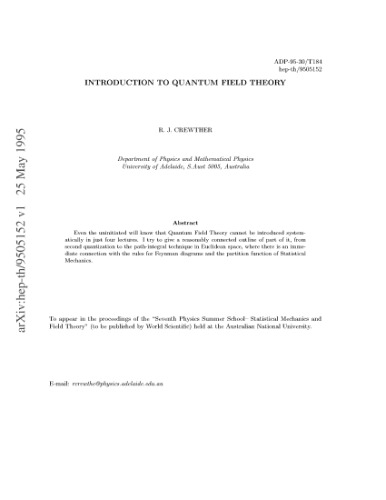 ADP-95-30/T184
hep-th/9505152
INTRODUCTION TO QUANTUM FIELD THEORY
R. J. CREWTHER
Department of Physics and Mathematical Physics
University of Adelaide, S.Aust 5005, Australia
Abstract
Even the uninitiated will know that Quantum Field Theory cannot be introduced system-
atically in just four lectures. I try to give a reasonably connected outline of part of it, from
second quantization to the path-integral technique in Euclidean space, where there is an imme-
diate connection with the rules for Feynman diagrams and the partition function of Statistical
Mechanics.
To appear in the proceedings of the "Seventh Physics Summer School– Statistical Mechanics and
Field Theory" (to be published by World Scientific) held at the Australian National University.
E-mail: rcrewthe@physics.adelaide.edu.au
arXiv:hep-th/9505152 v1 25 May 1995